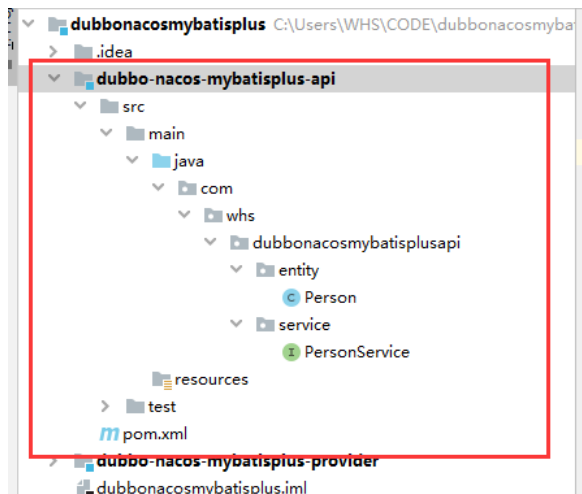 dubbonacosmybatisplus C:\Users\WHS\CODE\dubbonacosmybat
.idea
dubbo-nacos-mybatisplus-api
src
main
java
com
whs
dubbonacosmybatisplusapi
entity
C Person
service
I PersonService
resources
test
m pom.xml
dubbo-nacos-mybatisplus-provider
dubbonacosmybatisplus.iml